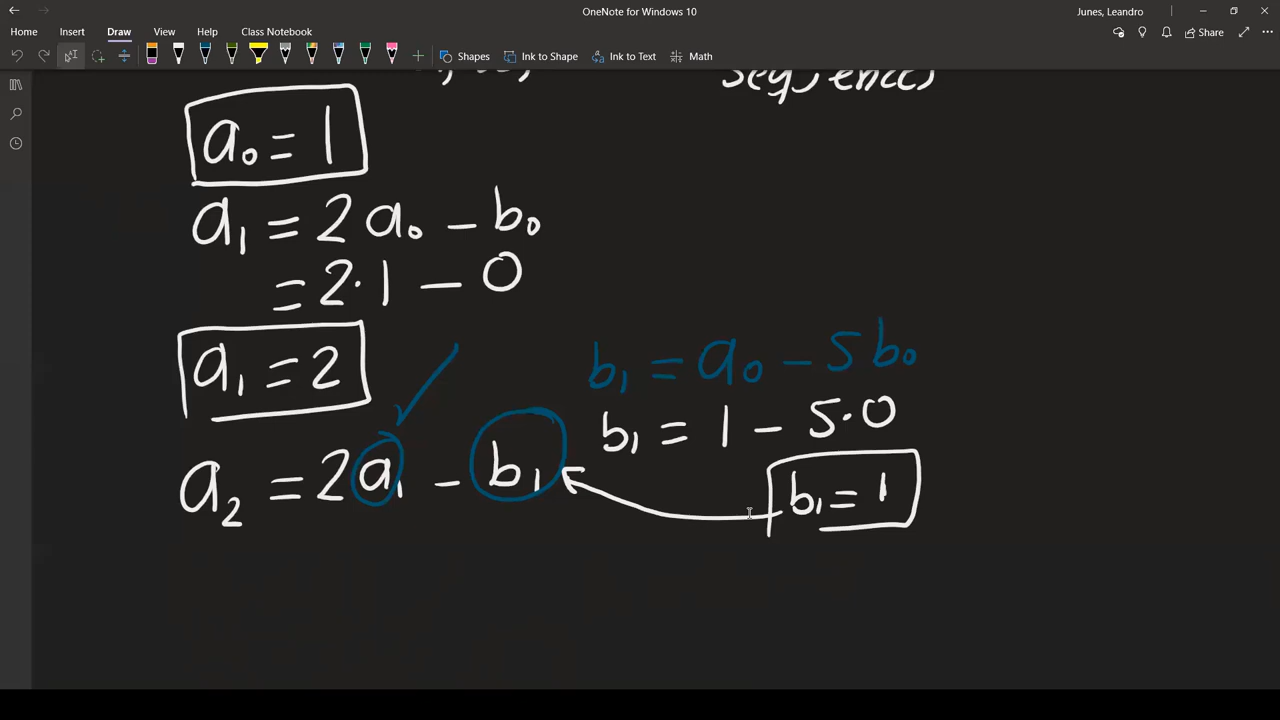 OneNote for Windows 10
Junes, Leandro
Home Insert Draw View Help Class Notebook
Share
Shapes Ink to Shape Ink to Text Math
sequences
a₀ = 1
a₁ = 2a₀ - b₀
= 2·1 - 0
a₁ = 2
b₁ = a₀ - 5b₀
b₁ = 1 - 5·0
a₂ = 2a₁ - b₁
b₁ = 1